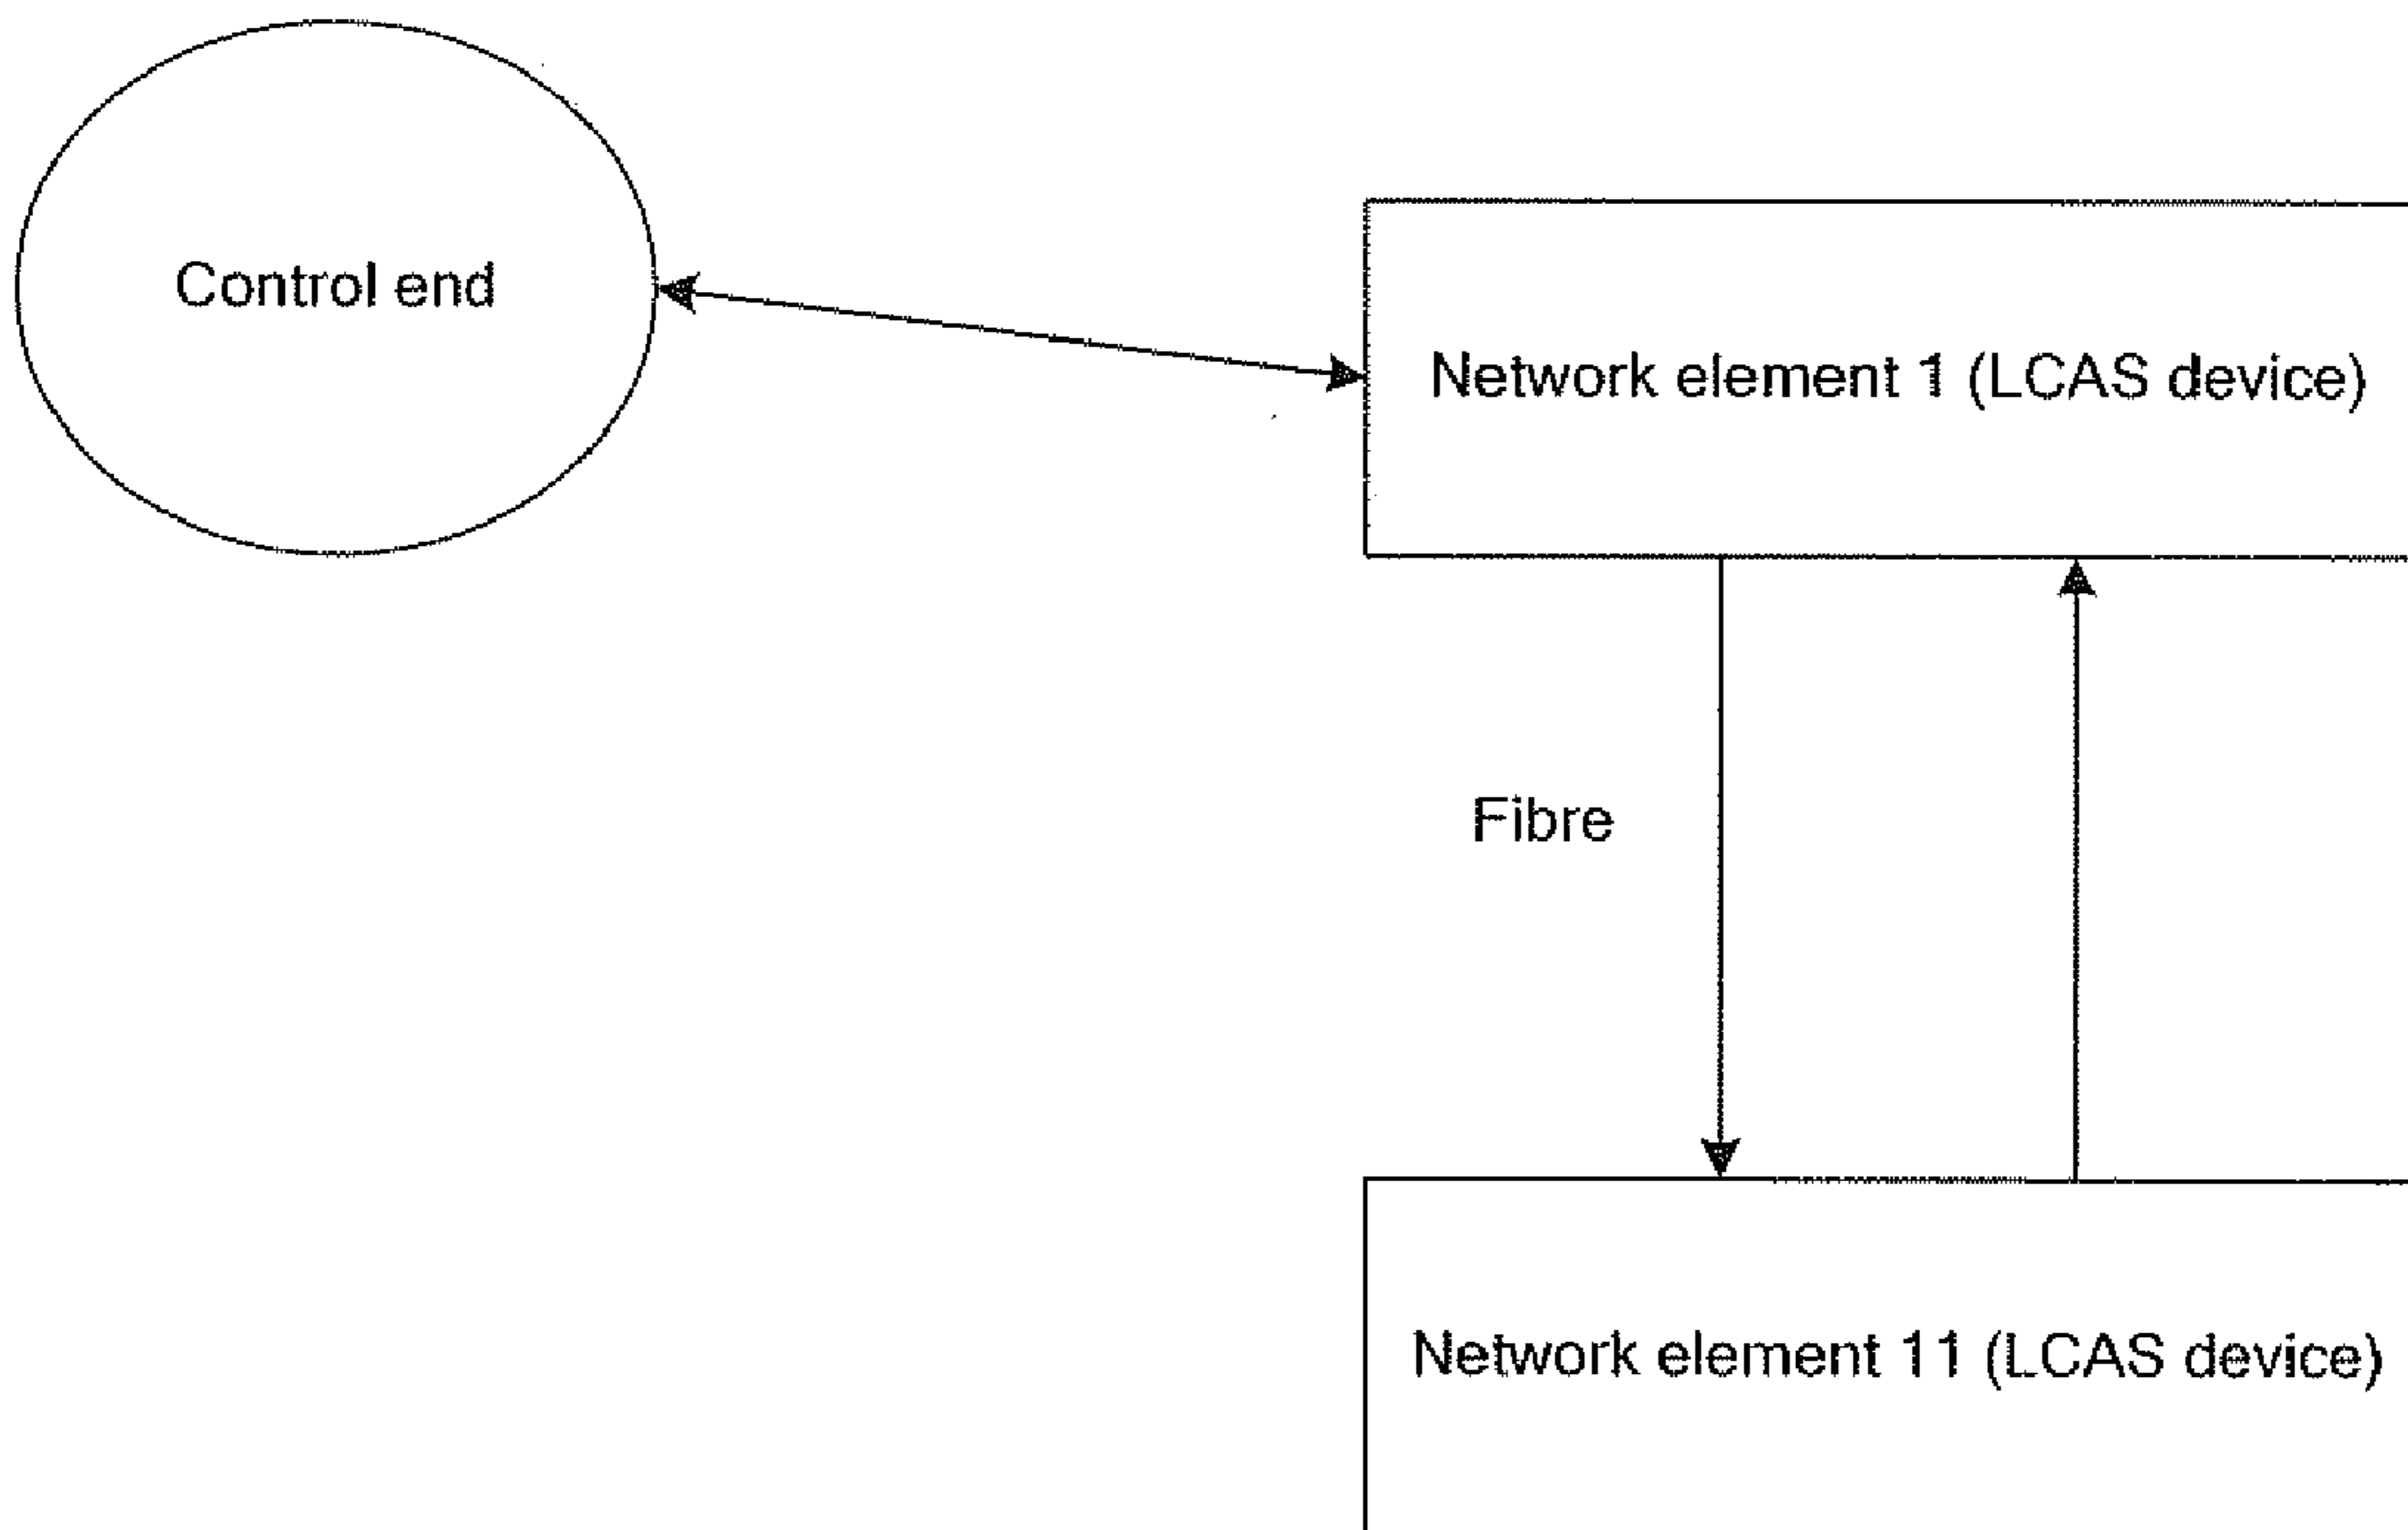 Control end
Network element 1 (LCAS device)
Fibre
Network element 11 (LCAS device)